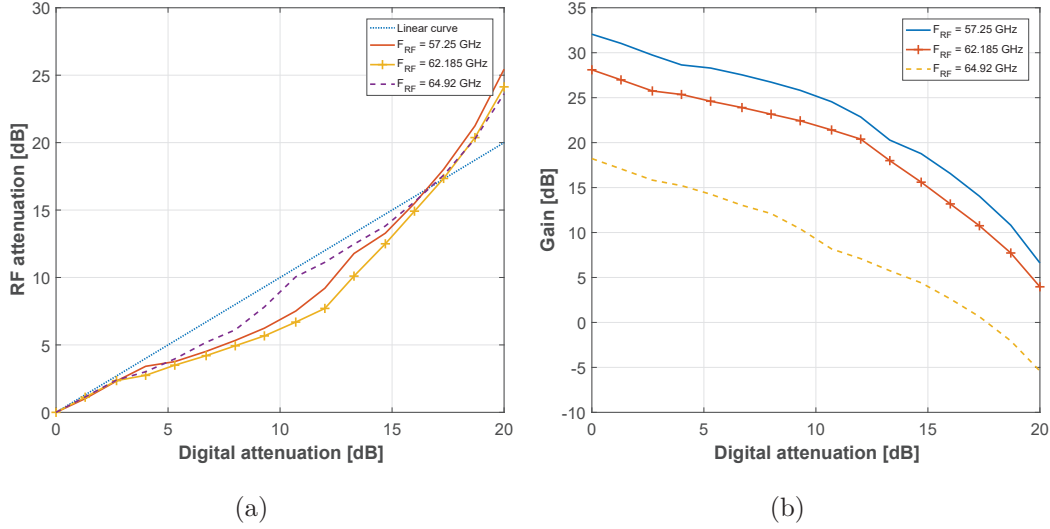 30
25
20
15
10
5
0
RF attenuation [dB]
Linear curve
F_RF = 57.25 GHz
F_RF = 62.185 GHz
F_RF = 64.92 GHz
0 5 10 15 20
Digital attenuation [dB]
(a)
35
30
25
20
15
10
5
0
-5
-10
Gain [dB]
F_RF = 57.25 GHz
F_RF = 62.185 GHz
F_RF = 64.92 GHz
0 5 10 15 20
Digital attenuation [dB]
(b)